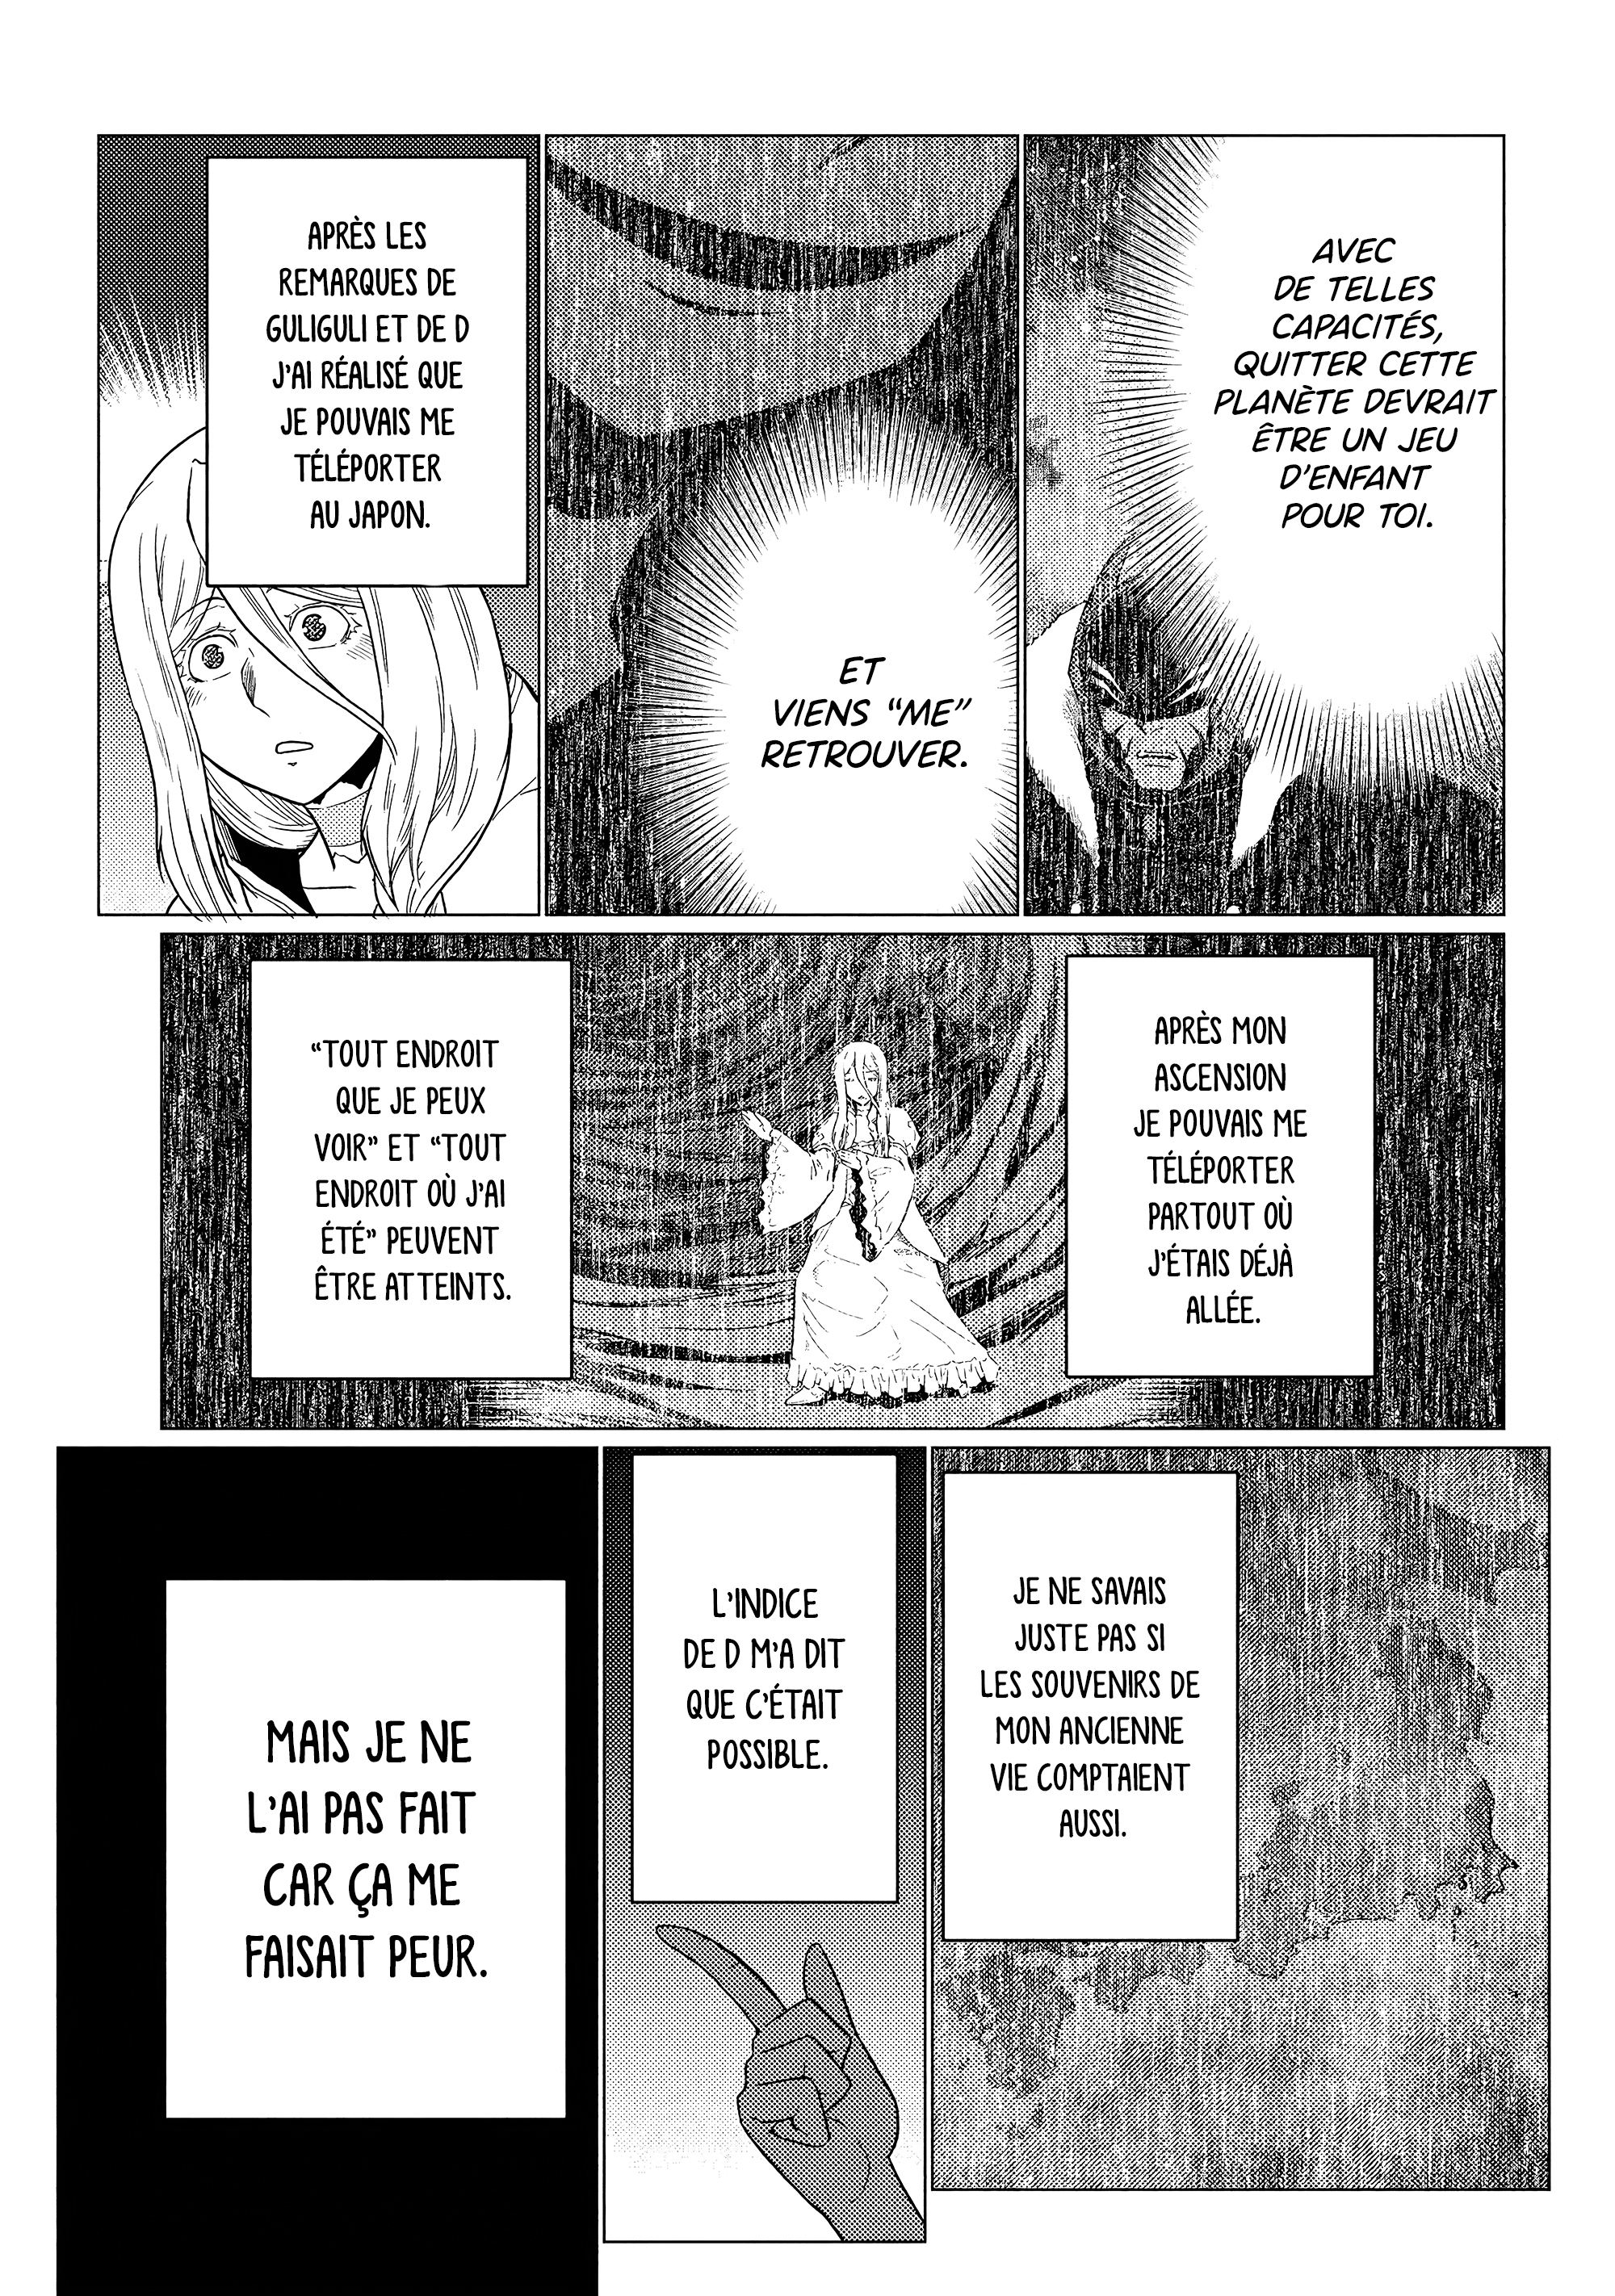 AVEC
DE TELLES
CAPACITÉS,
QUITTER CETTE
PLANÈTE DEVRAIT
ÊTRE UN JEU
D'ENFANT
POUR TOI.
ET
VIENS “ME”
RETROUVER.
APRÈS LES
REMARQUES DE
GULIGULI ET DE D
J'AI RÉALISÉ QUE
JE POUVAIS ME
TÉLÉPORTER
AU JAPON.
APRÈS MON
ASCENSION
JE POUVAIS ME
TÉLÉPORTER
PARTOUT OÙ
J'ÉTAIS DÉJÀ
ALLÉE.
“TOUT ENDROIT
QUE JE PEUX
VOIR” ET “TOUT
ENDROIT OÙ J'AI
ÉTÉ” PEUVENT
ÊTRE ATTEINTS.
JE NE SAVAIS
JUSTE PAS SI
LES SOUVENIRS DE
MON ANCIENNE
VIE COMPTAIENT
AUSSI.
L'INDICE
DE D M'A DIT
QUE C'ÉTAIT
POSSIBLE.
MAIS JE NE
L'AI PAS FAIT
CAR ÇA ME
FAISAIT PEUR.